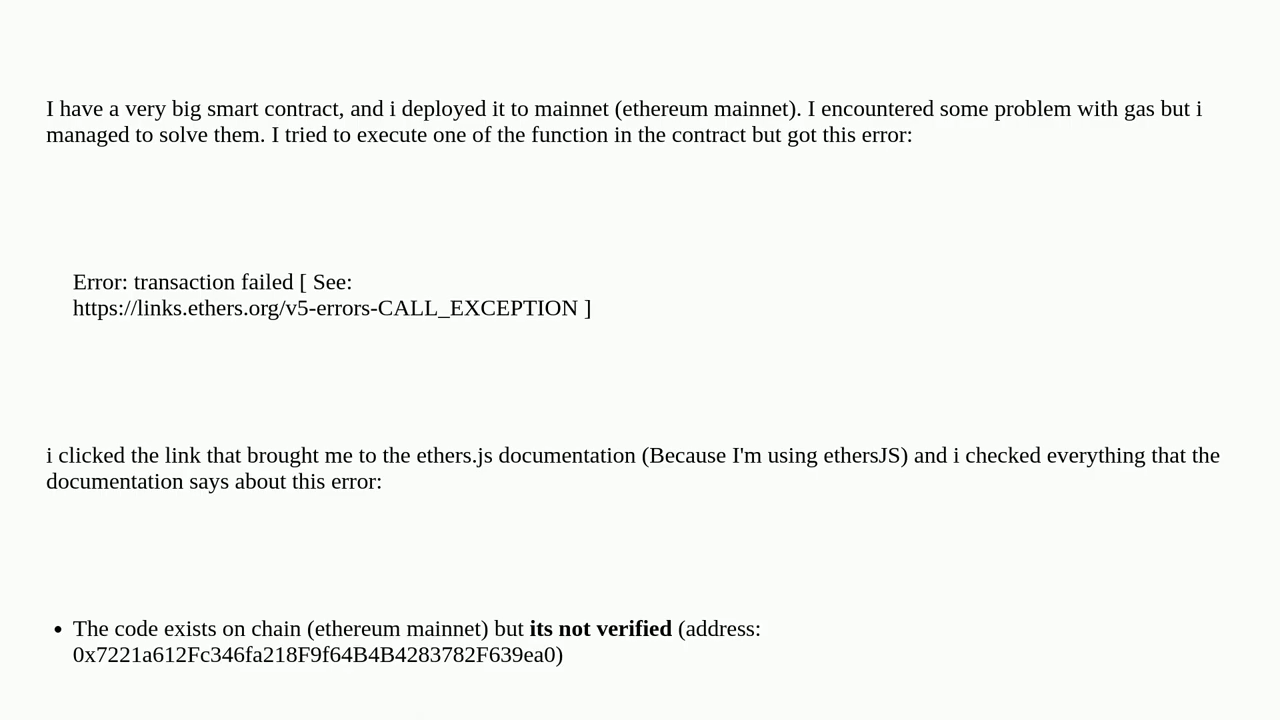 I have a very big smart contract, and i deployed it to mainnet (ethereum mainnet). I encountered some problem with gas but i
managed to solve them. I tried to execute one of the function in the contract but got this error:
Error: transaction failed [ See:
https://links.ethers.org/v5-errors-CALL_EXCEPTION ]
i clicked the link that brought me to the ethers.js documentation (Because I'm using ethersJS) and i checked everything that the
documentation says about this error:
• The code exists on chain (ethereum mainnet) but its not verified (address:
0x7221a612Fc346fa218F9f64B4B4283782F639ea0)